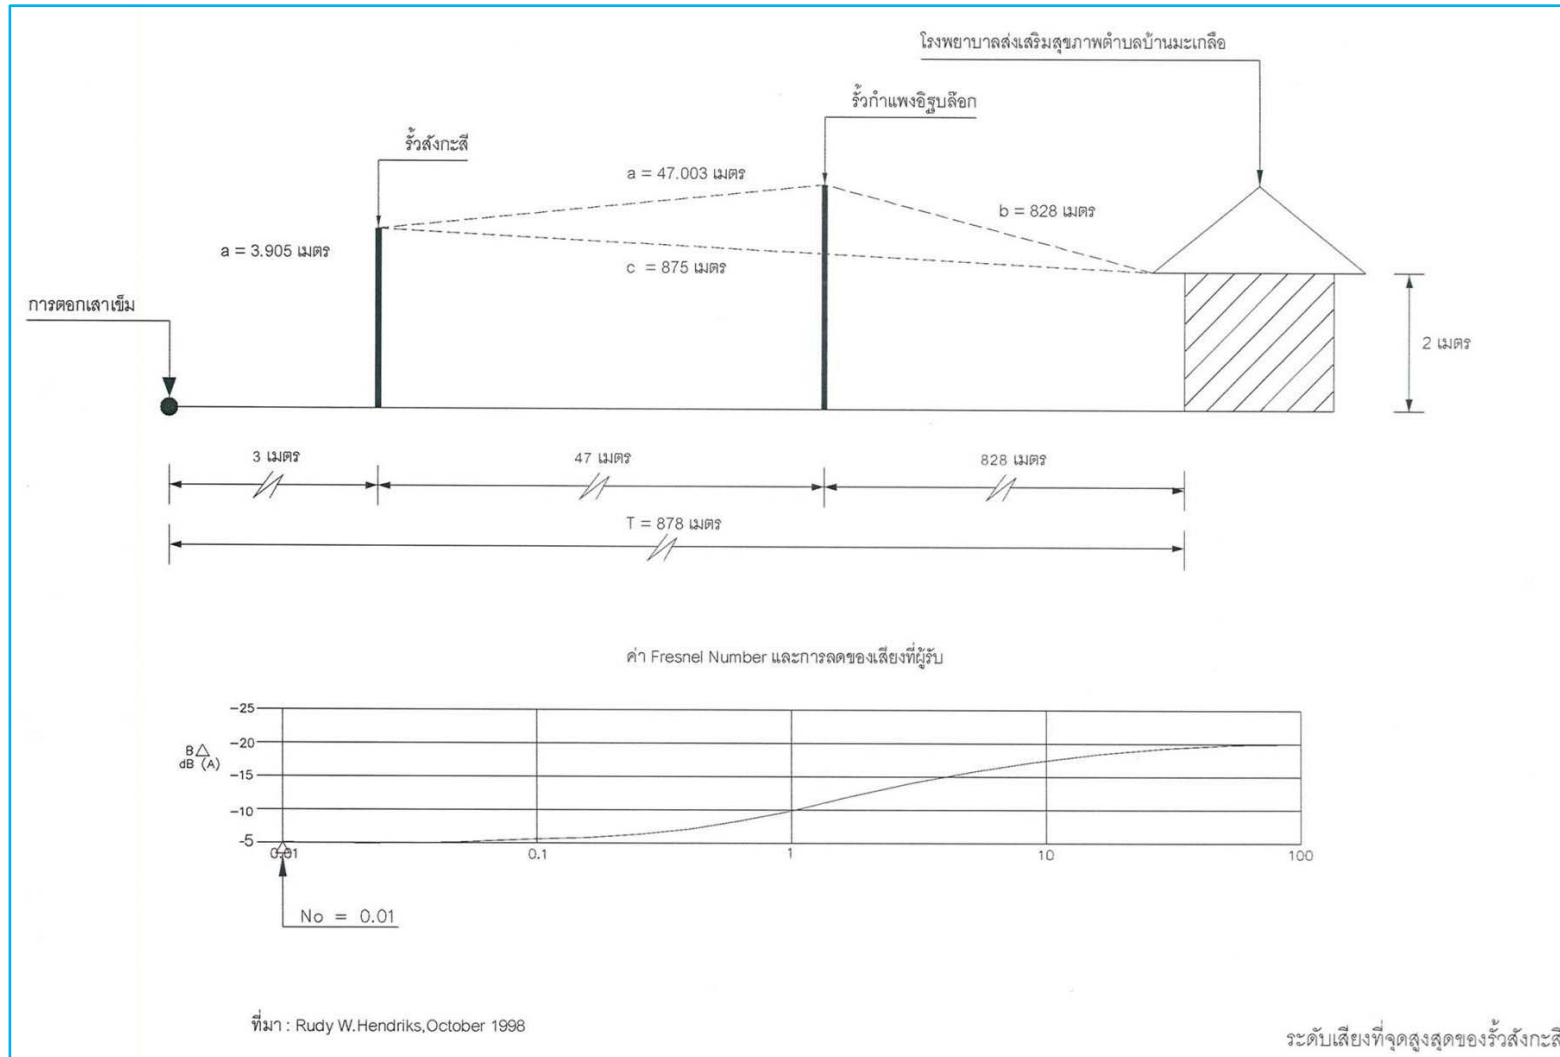 โรงพยาบาลส่งเสริมสุขภาพตำบลบ้านมะเกลือ
รั้วกำแพงอิฐบล๊อก
รั้วสังกะสี
a = 47.003 เมตร
b = 828 เมตร
a = 3.905 เมตร
c = 875 เมตร
การตอกเสาเข็ม
2 เมตร
3 เมตร
47 เมตร
828 เมตร
T = 878 เมตร
ค่า Fresnel Number และการลดของเสียงที่ผู้รับ
-25
-20
-15
-10
-5
B△
dB (A)
0.01
0.1
1
10
100
No = 0.01
ที่มา : Rudy W.Hendriks,October 1998
ระดับเสียงที่จุดสูงสุดของรั้วสังกะสี